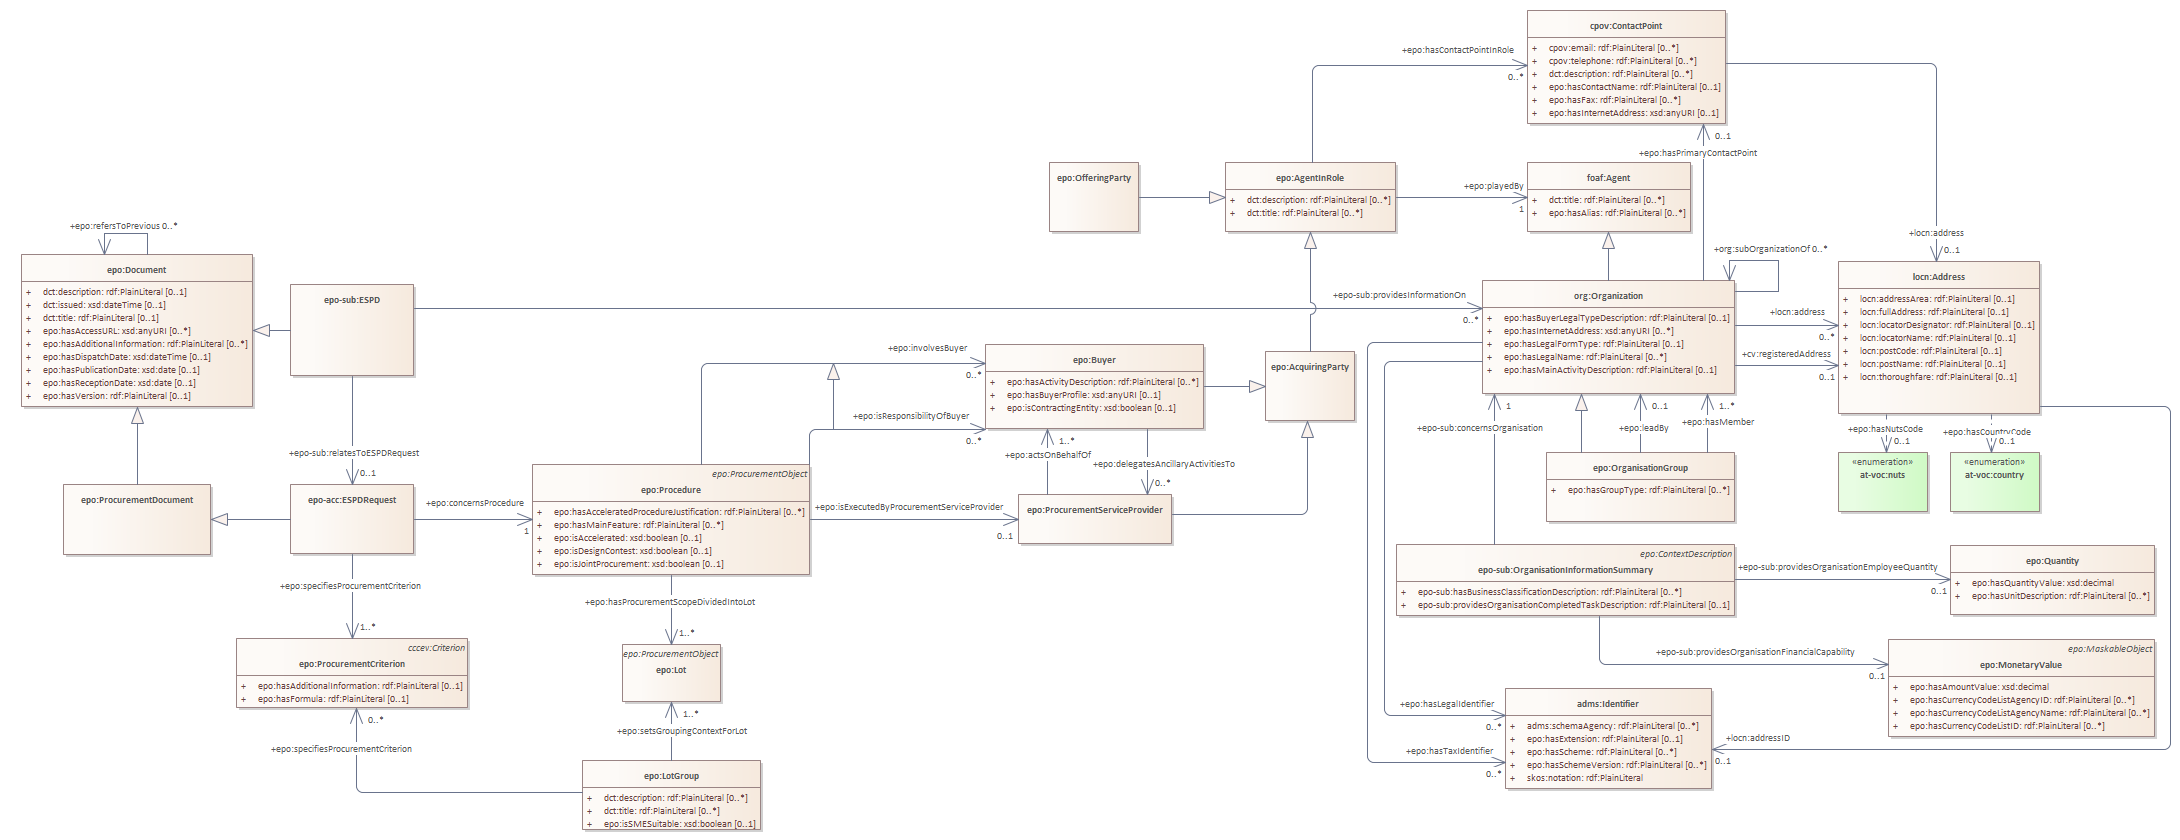 cpov:ContactPoint
+ cpov:email: rdf:PlainLiteral [0..*]
+ cpov:telephone: rdf:PlainLiteral [0..*]
+ dct:description: rdf:PlainLiteral [0..*]
+ epo:hasContactName: rdf:PlainLiteral [0..1]
+ epo:hasFax: rdf:PlainLiteral [0..*]
+ epo:hasInternetAddress: xsd:anyURI [0..1]
+epo:hasContactPointInRole
0..*
0..1
+epo:hasPrimaryContactPoint
epo:OfferingParty
epo:AgentInRole
+ dct:description: rdf:PlainLiteral [0..*]
+ dct:title: rdf:PlainLiteral [0..*]
+epo:playedBy
1
foaf:Agent
+ dct:title: rdf:PlainLiteral [0..*]
+ epo:hasAlias: rdf:PlainLiteral [0..*]
+epo:refersToPrevious 0..*
epo:Document
+ dct:description: rdf:PlainLiteral [0..1]
+ dct:issued: xsd:dateTime [0..1]
+ dct:title: rdf:PlainLiteral [0..1]
+ epo:hasAccessURL: xsd:anyURI [0..*]
+ epo:hasAdditionalInformation: rdf:PlainLiteral [0..*]
+ epo:hasDispatchDate: xsd:dateTime [0..1]
+ epo:hasPublicationDate: xsd:date [0..1]
+ epo:hasReceptionDate: xsd:date [0..1]
+ epo:hasVersion: rdf:PlainLiteral [0..1]
epo-sub:ESPD
+epo-sub:providesInformationOn
0..*
+org:subOrganizationOf 0..*
org:Organization
+ epo:hasBuyerLegalTypeDescription: rdf:PlainLiteral [0..1]
+ epo:hasInternetAddress: xsd:anyURI [0..*]
+ epo:hasLegalFormType: rdf:PlainLiteral [0..1]
+ epo:hasLegalName: rdf:PlainLiteral [0..*]
+ epo:hasMainActivityDescription: rdf:PlainLiteral [0..1]
+locn:address
0..1
+locn:address
0..*
+cv:registeredAddress
0..1
locn:Address
+ locn:addressArea: rdf:PlainLiteral [0..1]
+ locn:fullAddress: rdf:PlainLiteral [0..1]
+ locn:locatorDesignator: rdf:PlainLiteral [0..1]
+ locn:locatorName: rdf:PlainLiteral [0..1]
+ locn:postCode: rdf:PlainLiteral [0..1]
+ locn:postName: rdf:PlainLiteral [0..1]
+ locn:thoroughfare: rdf:PlainLiteral [0..1]
+epo:hasNutsCode
0..1
+epo:hasCountryCode
0..1
«enumeration»
at-voc:nuts
«enumeration»
at-voc:country
+epo:involvesBuyer
0..*
+epo:isResponsibilityOfBuyer
0..*
epo:Buyer
+ epo:hasActivityDescription: rdf:PlainLiteral [0..*]
+ epo:hasBuyerProfile: xsd:anyURI [0..1]
+ epo:isContractingEntity: xsd:boolean [0..1]
epo:AcquiringParty
1..*
+epo:actsOnBehalfOf
+epo:delegatesAncillaryActivitiesTo
0..*
epo:ProcurementServiceProvider
+epo-sub:relatesToESPDRequest
0..1
epo:ProcurementDocument
epo-acc:ESPDRequest
+epo:concernsProcedure
1
epo:ProcurementObject
epo:Procedure
+ epo:hasAcceleratedProcedureJustification: rdf:PlainLiteral [0..*]
+ epo:hasMainFeature: rdf:PlainLiteral [0..*]
+ epo:isAccelerated: xsd:boolean [0..1]
+ epo:isDesignContest: xsd:boolean [0..1]
+ epo:isJointProcurement: xsd:boolean [0..1]
+epo:isExecutedByProcurementServiceProvider
0..1
1
+epo-sub:concernsOrganisation
0..1
+epo:leadBy
1..*
+epo:hasMember
epo:OrganisationGroup
+ epo:hasGroupType: rdf:PlainLiteral [0..*]
epo:ContextDescription
epo-sub:OrganisationInformationSummary
+ epo-sub:hasBusinessClassificationDescription: rdf:PlainLiteral [0..*]
+ epo-sub:providesOrganisationCompletedTaskDescription: rdf:PlainLiteral [0..1]
+epo-sub:providesOrganisationEmployeeQuantity
0..1
epo:Quantity
+ epo:hasQuantityValue: xsd:decimal
+ epo:hasUnitDescription: rdf:PlainLiteral [0..*]
+epo-sub:providesOrganisationFinancialCapability
0..1
epo:MaskableObject
epo:MonetaryValue
+ epo:hasAmountValue: xsd:decimal
+ epo:hasCurrencyCodeListAgencyID: rdf:PlainLiteral [0..*]
+ epo:hasCurrencyCodeListAgencyName: rdf:PlainLiteral [0..*]
+ epo:hasCurrencyCodeListID: rdf:PlainLiteral [0..*]
+epo:specifiesProcurementCriterion
1..*
cccev:Criterion
epo:ProcurementCriterion
+ epo:hasAdditionalInformation: rdf:PlainLiteral [0..1]
+ epo:hasFormula: rdf:PlainLiteral [0..1]
0..*
+epo:specifiesProcurementCriterion
+epo:hasProcurementScopeDividedIntoLot
1..*
epo:ProcurementObject
epo:Lot
1..*
+epo:setsGroupingContextForLot
epo:LotGroup
+ dct:description: rdf:PlainLiteral [0..*]
+ dct:title: rdf:PlainLiteral [0..*]
+ epo:isSMESuitable: xsd:boolean [0..1]
+epo:hasLegalIdentifier
0..*
+epo:hasTaxIdentifier
0..*
adms:Identifier
+ adms:schemaAgency: rdf:PlainLiteral [0..*]
+ epo:hasExtension: rdf:PlainLiteral [0..1]
+ epo:hasScheme: rdf:PlainLiteral [0..*]
+ epo:hasSchemeVersion: rdf:PlainLiteral [0..*]
+ skos:notation: rdf:PlainLiteral
+locn:addressID
0..1